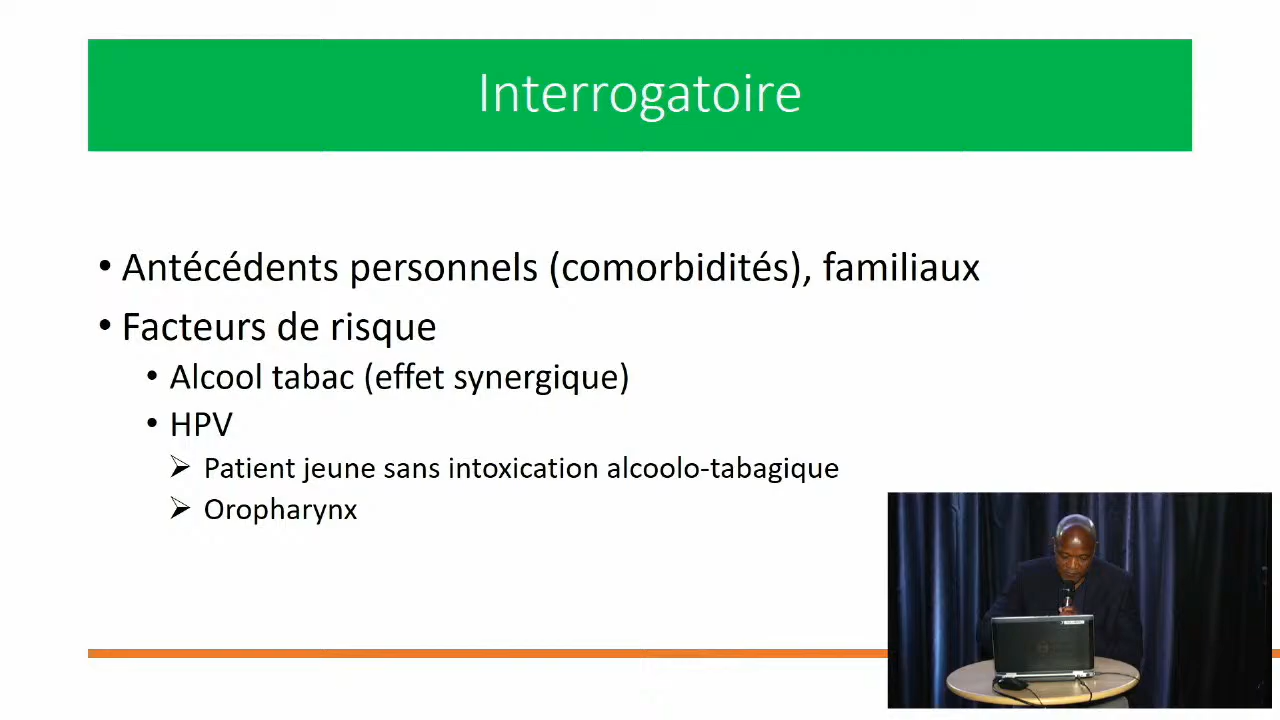 Interrogatoire
• Antécédents personnels (comorbidités), familiaux
• Facteurs de risque
• Alcool tabac (effet synergique)
• HPV
➢ Patient jeune sans intoxication alcoolo-tabagique
➢ Oropharynx